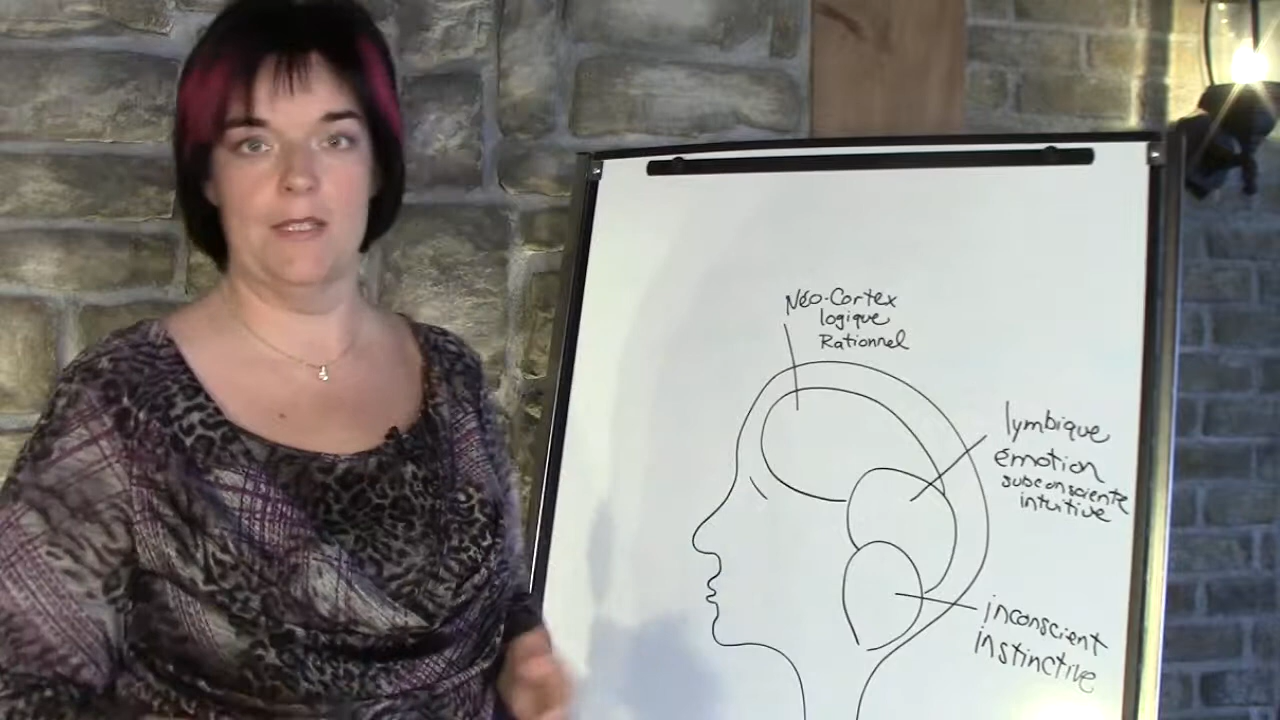 Néo-Cortex
logique
Rationnel
lymbique
émotion
subconsciente
intuitive
inconscient
instinctive